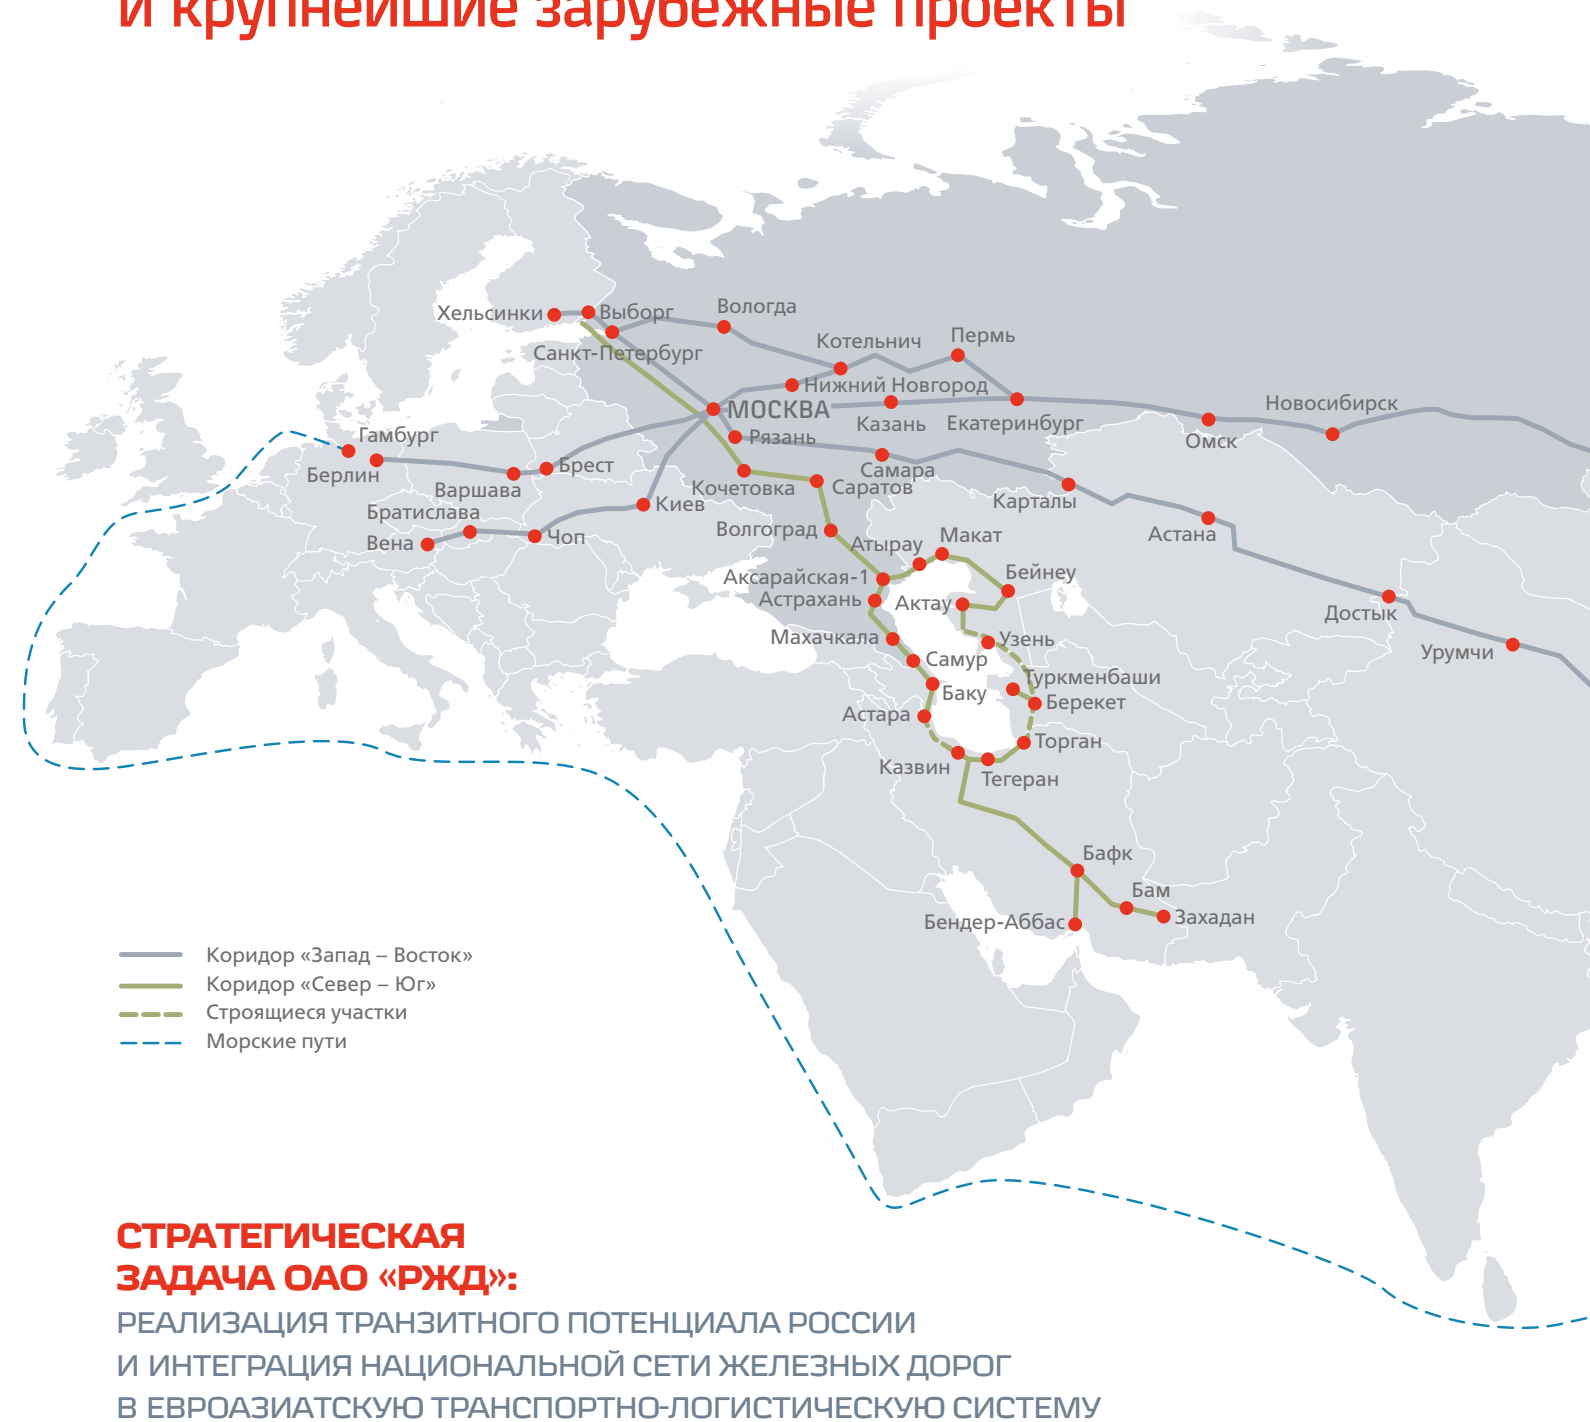 и крупнейшие зарубежные проекты
Хельсинки
Выборг
Вологда
Санкт-Петербург
Котельнич
Пермь
Нижний Новгород
МОСКВА
Казань
Екатеринбург
Новосибирск
Омск
Гамбург
Берлин
Рязань
Брест
Варшава
Самара
Кочетовка
Саратов
Карталы
Братислава
Киев
Вена
Чоп
Волгоград
Атырау
Макат
Астана
Аксарайская-1
Бейнеу
Астрахань
Актау
Достык
Махачкала
Узень
Самур
Урумчи
Туркменбаши
Баку
Берекет
Астара
Торган
Казвин
Тегеран
Бафк
Бам
Бендер-Аббас
Захадан
Коридор «Запад – Восток»
Коридор «Север – Юг»
Строящиеся участки
Морские пути
СТРАТЕГИЧЕСКАЯ
ЗАДАЧА ОАО «РЖД»:
РЕАЛИЗАЦИЯ ТРАНЗИТНОГО ПОТЕНЦИАЛА РОССИИ
И ИНТЕГРАЦИЯ НАЦИОНАЛЬНОЙ СЕТИ ЖЕЛЕЗНЫХ ДОРОГ
В ЕВРОАЗИАТСКУЮ ТРАНСПОРТНО-ЛОГИСТИЧЕСКУЮ СИСТЕМУ